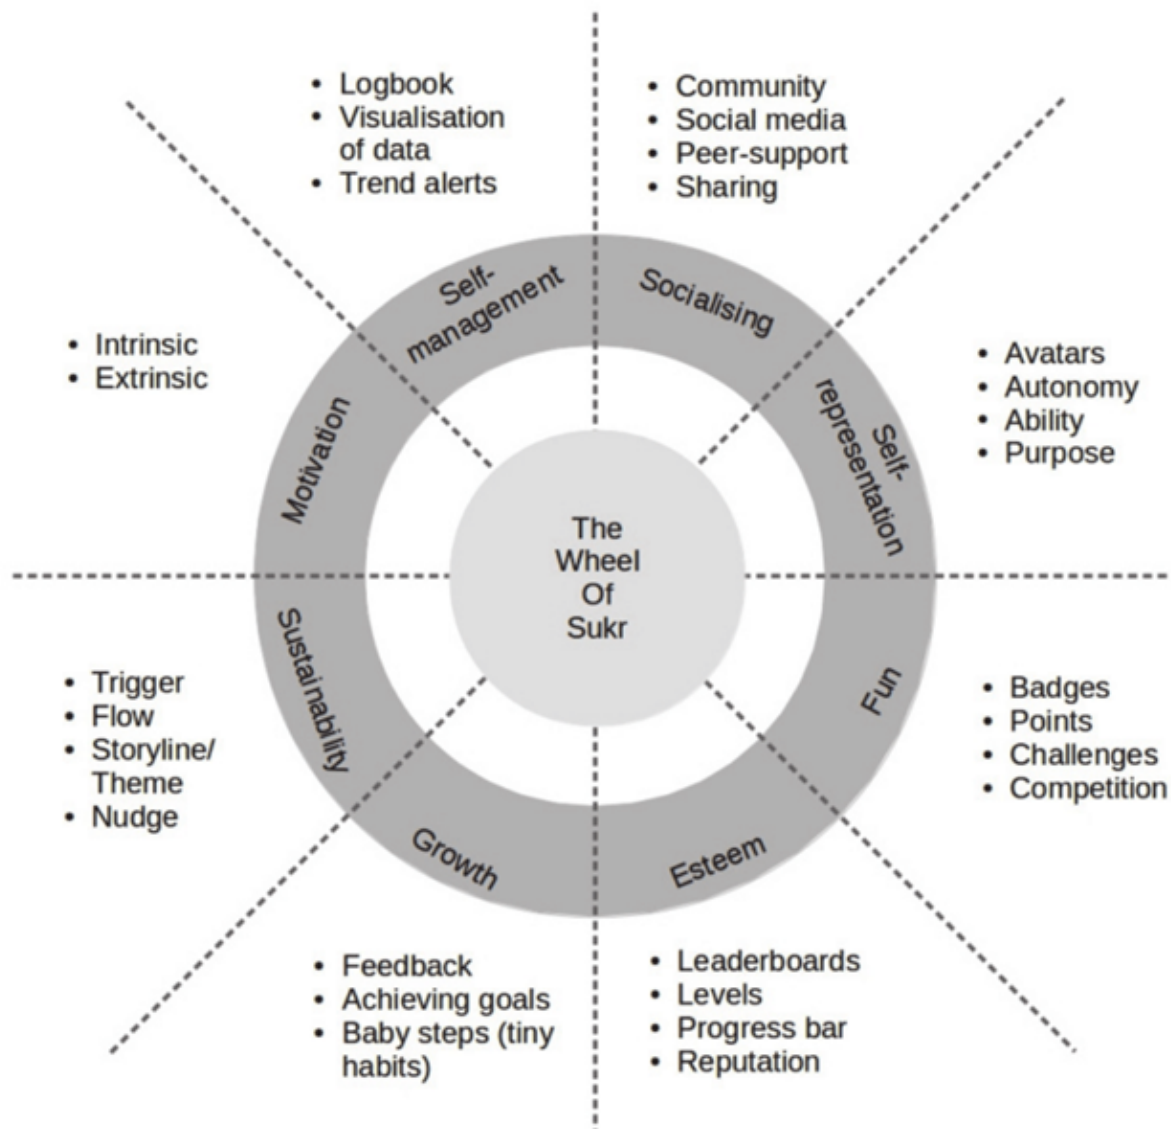 • Logbook
• Visualisation
of data
• Trend alerts
• Community
• Social media
• Peer-support
• Sharing
Self-
management
Socialising
• Intrinsic
• Extrinsic
Motivation
Self-
representation
• Avatars
• Autonomy
• Ability
• Purpose
The
Wheel
Of
Sukr
• Trigger
• Flow
• Storyline/
Theme
• Nudge
Sustainability
Fun
• Badges
• Points
• Challenges
• Competition
Growth
Esteem
• Feedback
• Achieving goals
• Baby steps (tiny
habits)
• Leaderboards
• Levels
• Progress bar
• Reputation